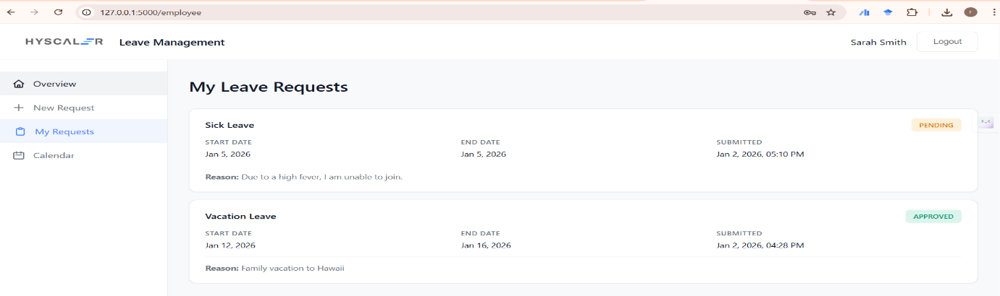 127.0.0.1:5000/employee
r
HYSCALER Leave Management
Sarah Smith Logout
Overview
New Request
My Requests
Calendar
My Leave Requests
Sick Leave PENDING
START DATE END DATE SUBMITTED
Jan 5, 2026 Jan 5, 2026 Jan 2, 2026, 05:10 PM
Reason: Due to a high fever, I am unable to join.
Vacation Leave APPROVED
START DATE END DATE SUBMITTED
Jan 12, 2026 Jan 16, 2026 Jan 2, 2026, 04:28 PM
Reason: Family vacation to Hawaii